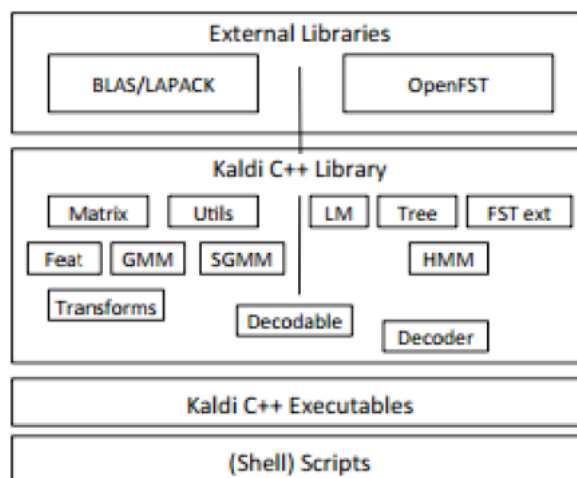 External Libraries
BLAS/LAPACK OpenFST
Kaldi C++ Library
Matrix Utils LM Tree FST ext
Feat GMM SGMM HMM
Transforms Decodable Decoder
Kaldi C++ Executables
(Shell) Scripts